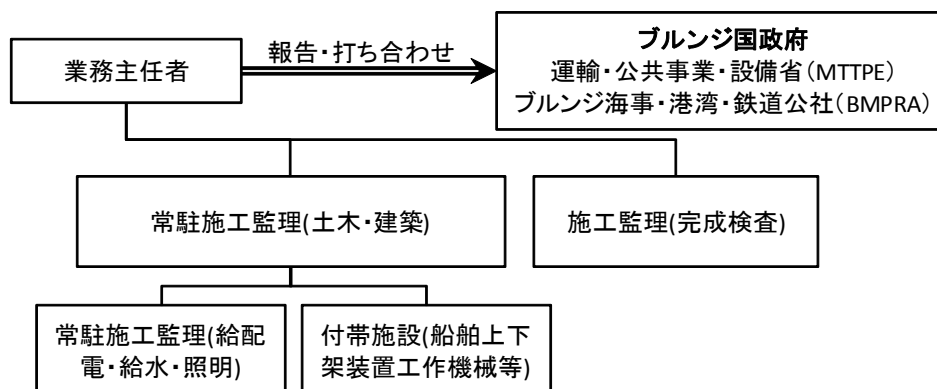 業務主任者
報告・打ち合わせ
ブルンジ国政府
運輸・公共事業・設備省(MTTPE)
ブルンジ海事・港湾・鉄道公社(BMPRA)
常駐施工監理(土木・建築)
施工監理(完成検査)
常駐施工監理(給配
電・給水・照明)
付帯施設(船舶上下
架装置工作機械等)